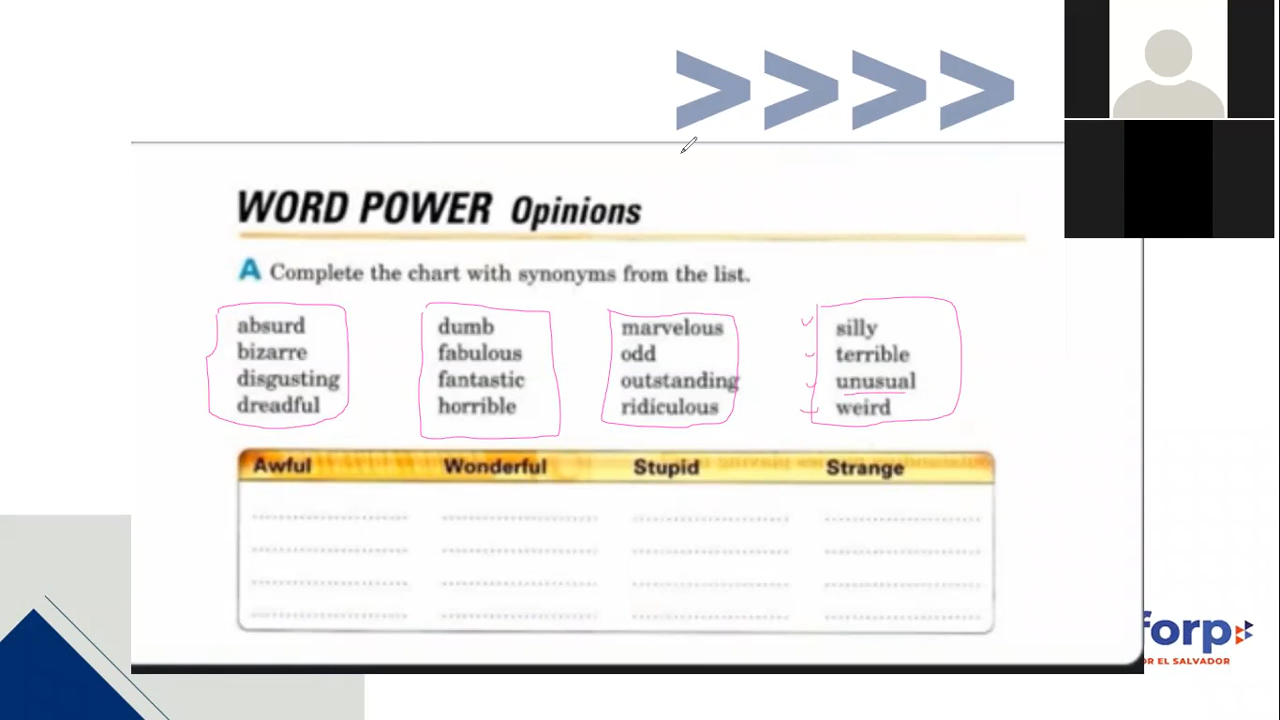 >>>>
WORD POWER Opinions
A Complete the chart with synonyms from the list.
absurd dumb marvelous silly
bizarre fabulous odd terrible
disgusting fantastic outstanding unusual
dreadful horrible ridiculous weird
Awful Wonderful Stupid Strange
forp
OR EL SALVADOR